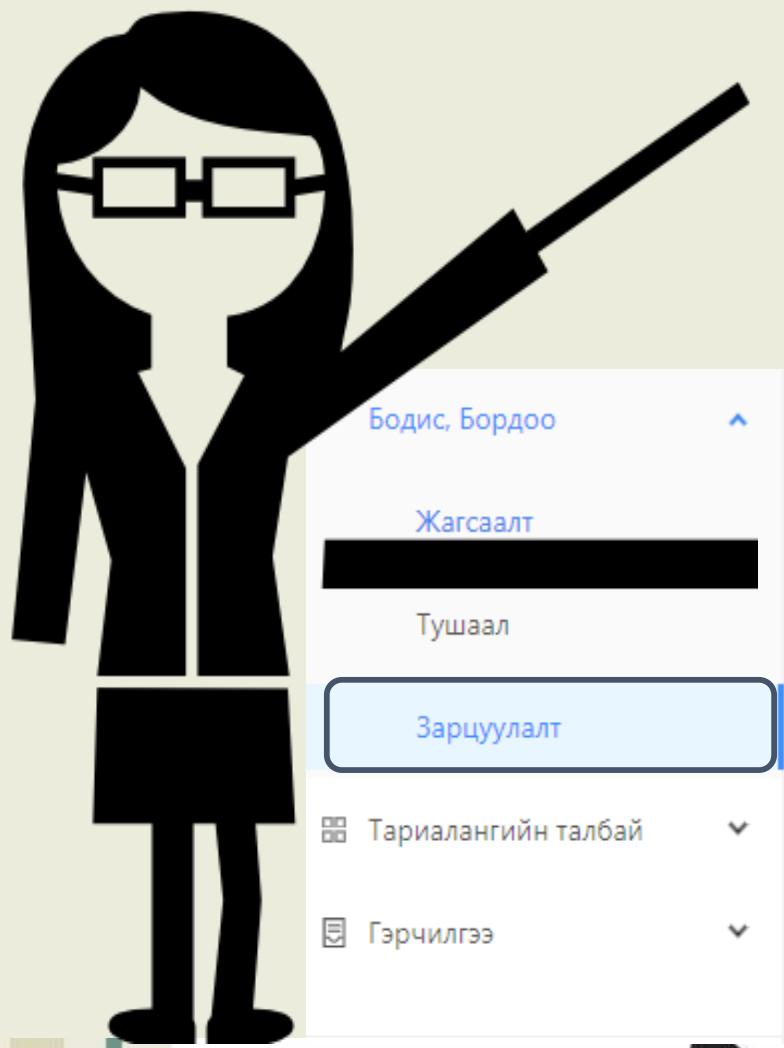 Бодис, Бордоо
Жагсаалт
Тушаал
Зарцуулалт
Тариалангийн талбай
Гэрчилгээ